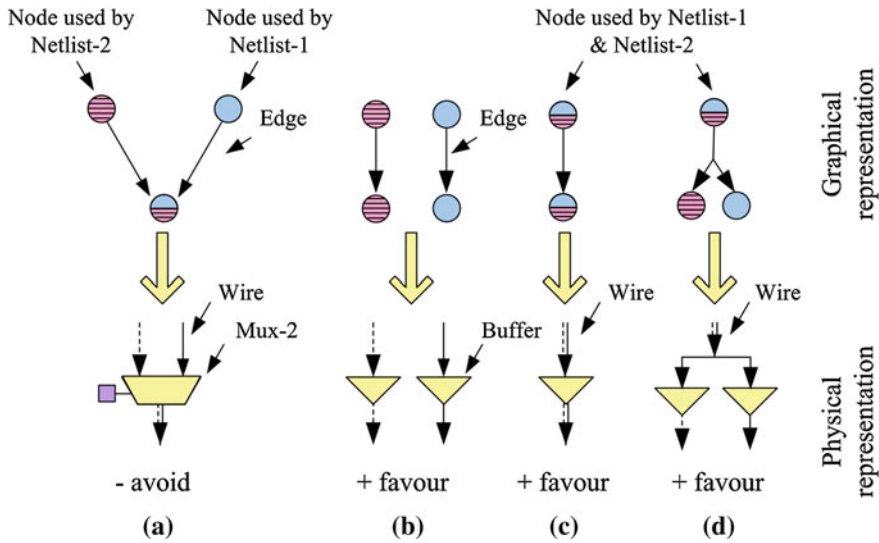 Node used by
Netlist-2
Node used by
Netlist-1
Node used by Netlist-1
& Netlist-2
Edge
Edge
Graphical
representation
Wire
Mux-2
Buffer
Wire
Wire
Physical
representation
- avoid
+ favour
+ favour
+ favour
(a)
(b)
(c)
(d)